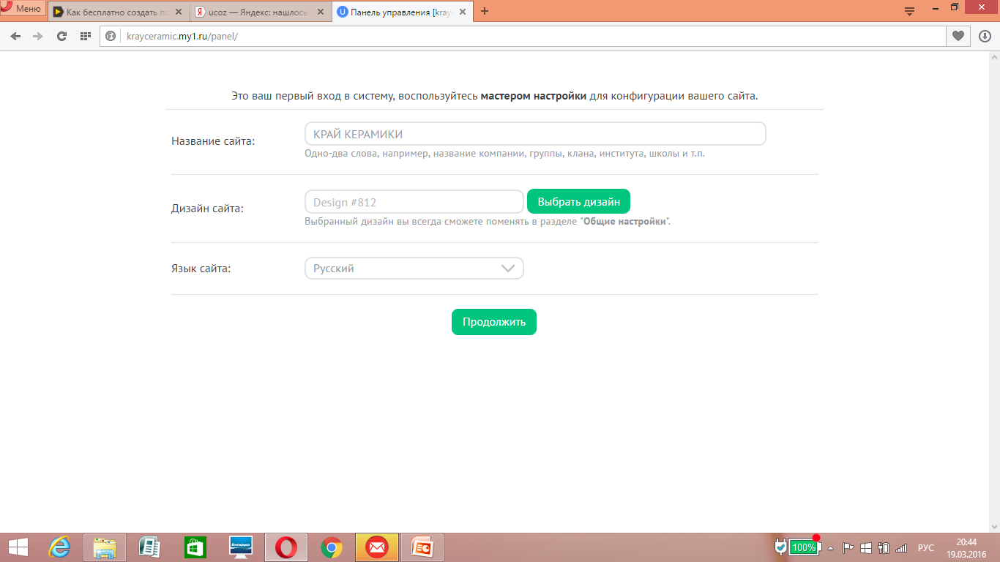 Меню
Как бесплатно создать по
ucoz — Яндекс: нашлось
Панель управления [kray
krayceramic.my1.ru/panel/
Это ваш первый вход в систему, воспользуйтесь мастером настройки для конфигурации вашего сайта.
Название сайта:
КРАЙ КЕРАМИКИ
Одно-два слова, например, название компании, группы, клана, института, школы и т.п.
Дизайн сайта:
Design #812
Выбрать дизайн
Выбранный дизайн вы всегда сможете поменять в разделе "Общие настройки".
Язык сайта:
Русский
Продолжить
lenovo
100%
РУС
20:44
19.03.2016